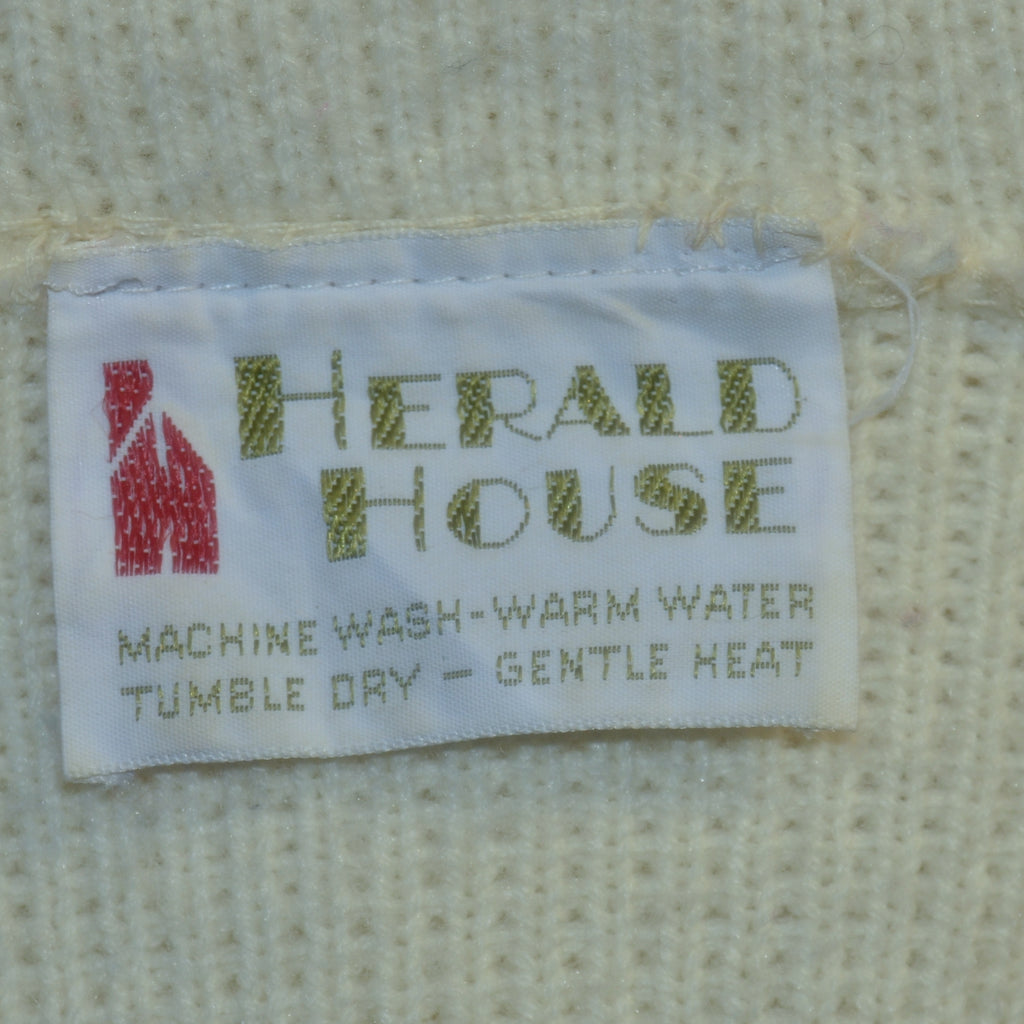 HERALD
HOUSE
MACHINE WASH-WARM WATER
TUMBLE DRY - GENTLE HEAT